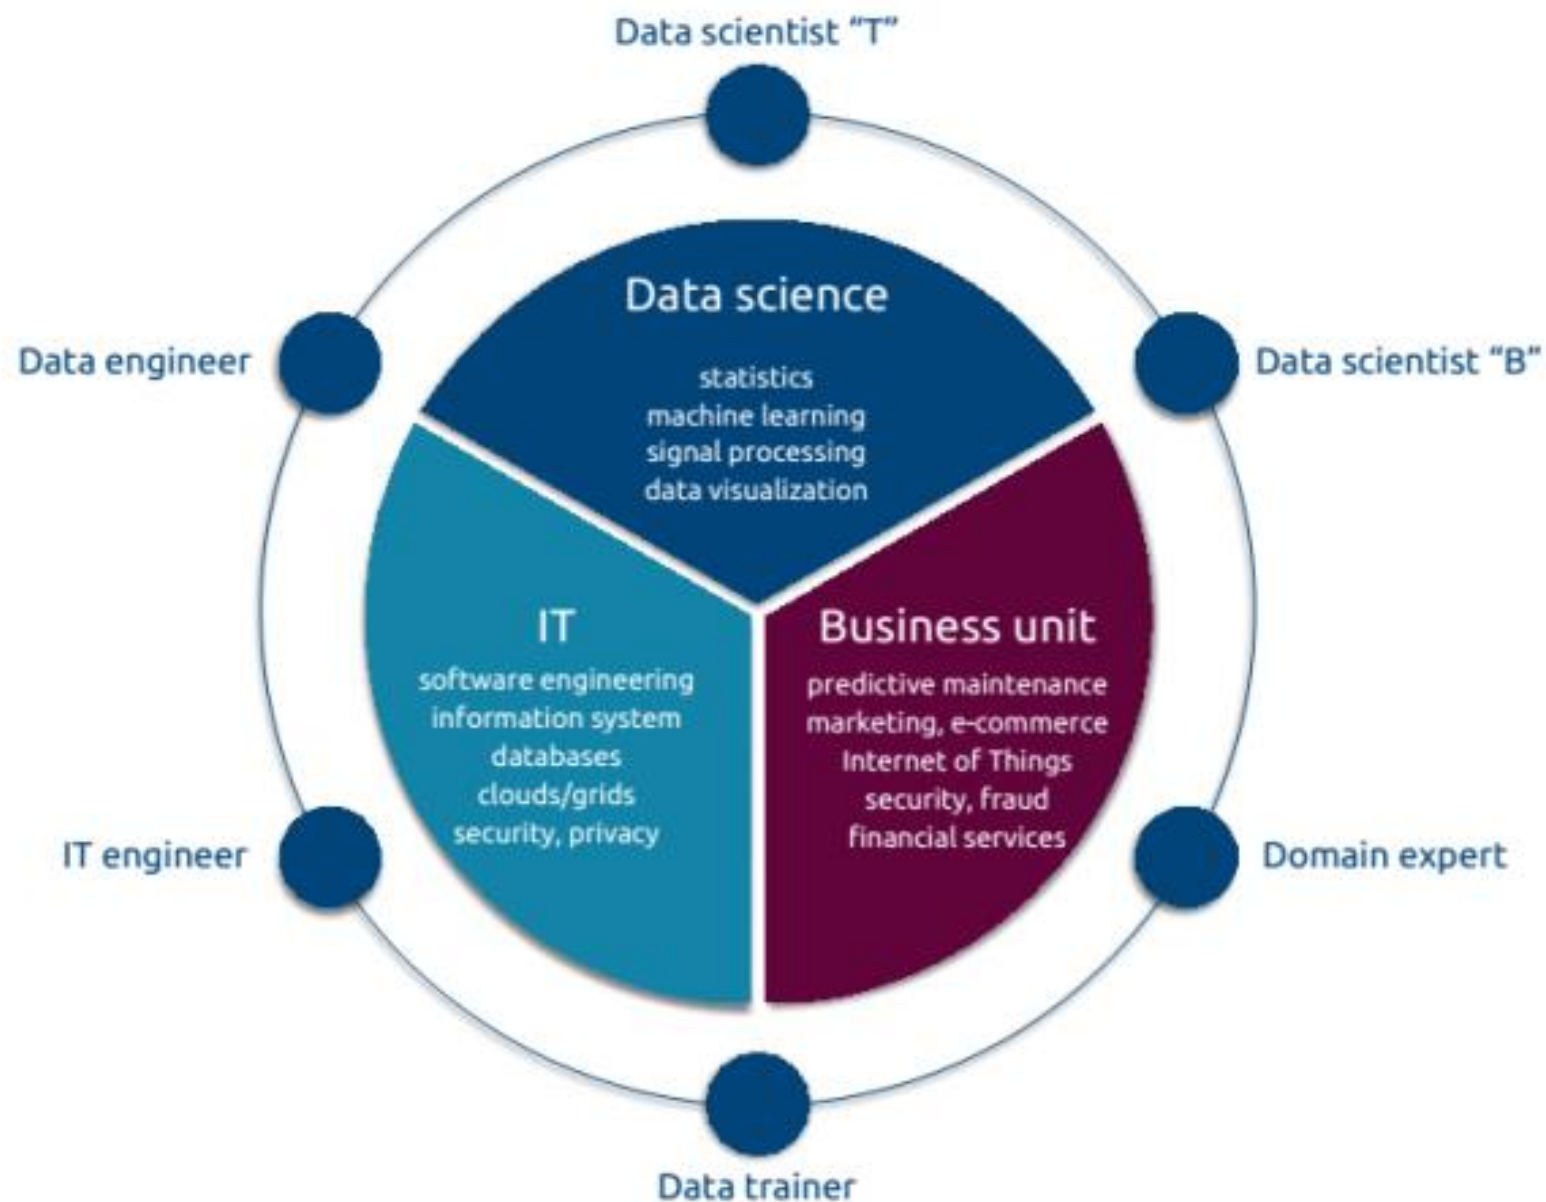 Data scientist “T”
Data engineer
Data scientist “B”
Data science
statistics
machine learning
signal processing
data visualization
IT
software engineering
information system
databases
clouds/grids
security, privacy
Business unit
predictive maintenance
marketing, e-commerce
Internet of Things
security, fraud
financial services
IT engineer
Domain expert
Data trainer